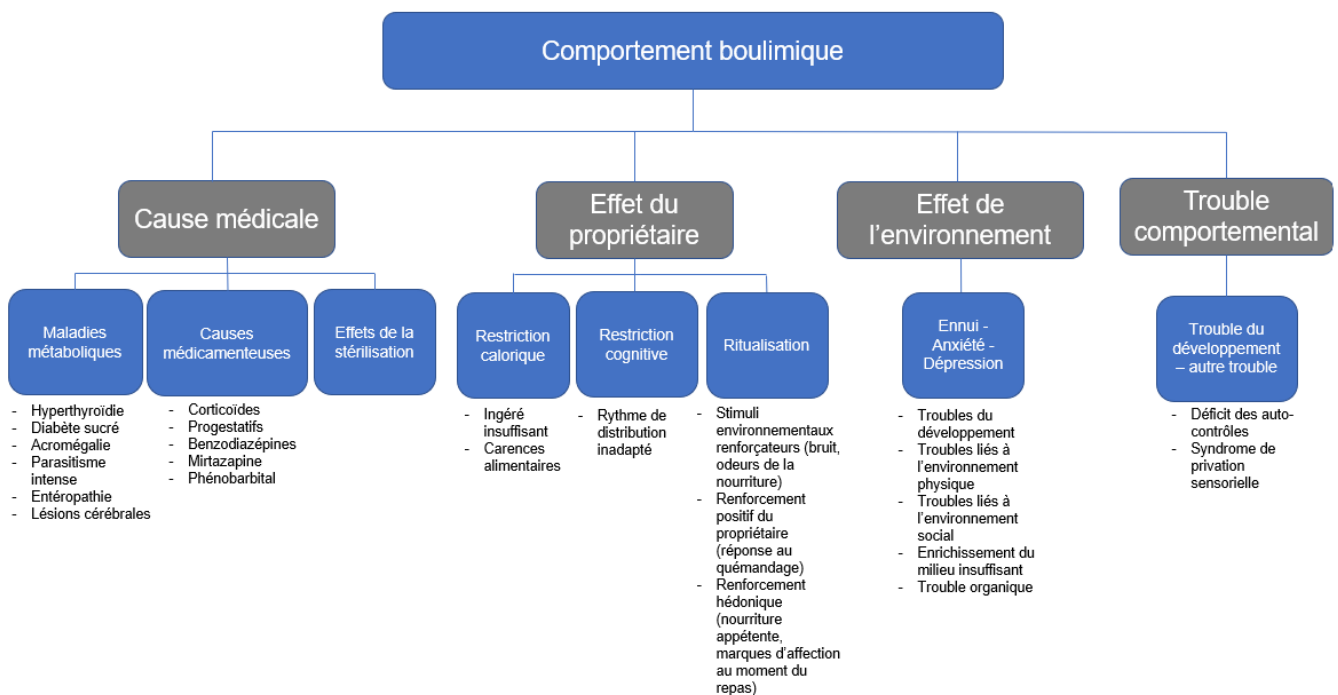 Comportement boulimique
Cause médicale
Effet du
propriétaire
Effet de
l'environnement
Trouble
comportemental
Maladies
métaboliques
Causes
médicamenteuses
Effets de la
stérilisation
Restriction
calorique
Restriction
cognitive
Ritualisation
Ennui -
Anxiété -
Dépression
Trouble du
développement
– autre trouble
- Hyperthyroïdie
- Diabète sucré
- Acromégalie
- Parasitisme
intense
- Entéropathie
- Lésions cérébrales
- Corticoïdes
- Progestatifs
- Benzodiazépines
- Mirtazapine
- Phénobarbital
- Ingéré
insuffisant
- Carences
alimentaires
- Rythme de
distribution
inadapté
- Stimuli
environnementaux
renforçateurs (bruit,
odeurs de la
nourriture)
- Renforcement
positif du
propriétaire
(réponse au
quémandage)
- Renforcement
hédonique
(nourriture
appétente,
marques d'affection
au moment du
repas)
- Troubles du
développement
- Troubles liés à
l'environnement
physique
- Troubles liés à
l'environnement
social
- Enrichissement du
milieu insuffisant
- Trouble organique
- Déficit des auto-
contrôles
- Syndrome de
privation
sensorielle